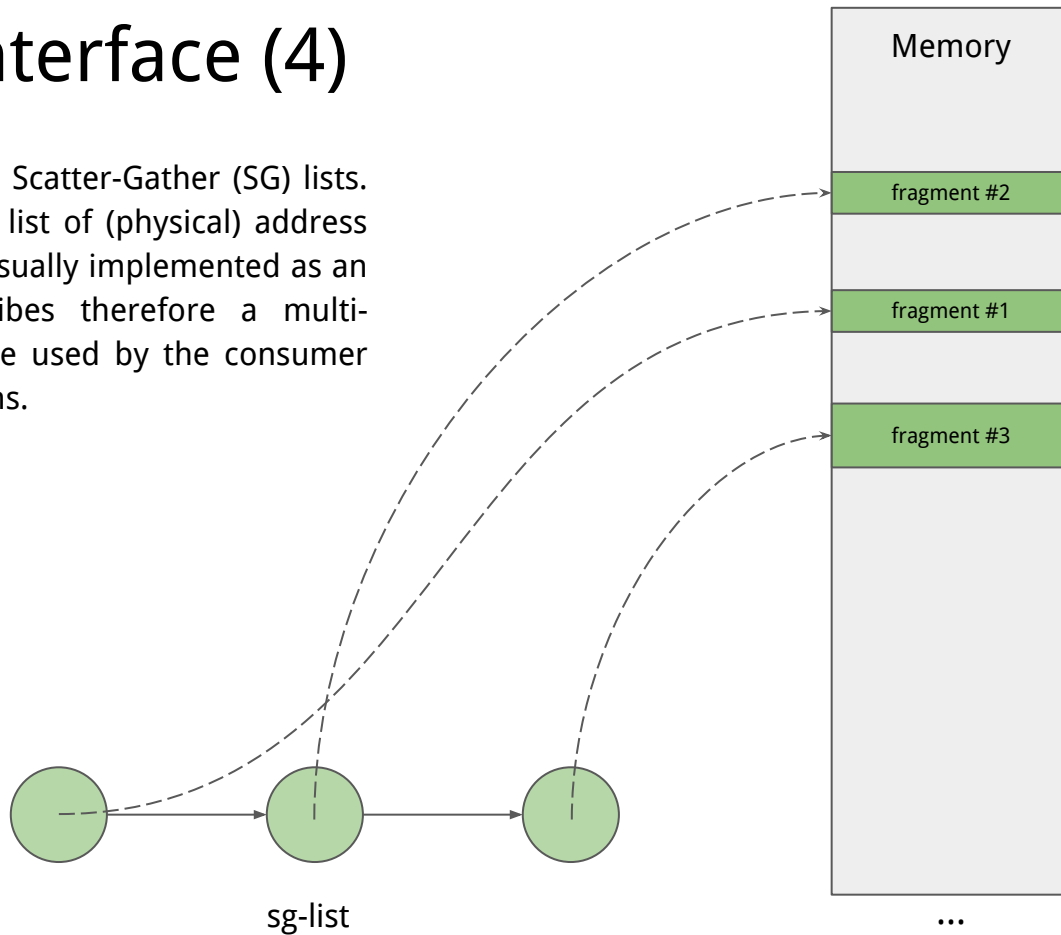 nterface (4)
Scatter-Gather (SG) lists.
list of (physical) address
sually implemented as an
ibes therefore a multi-
e used by the consumer
ns.
Memory
fragment #2
fragment #1
fragment #3
sg-list
...